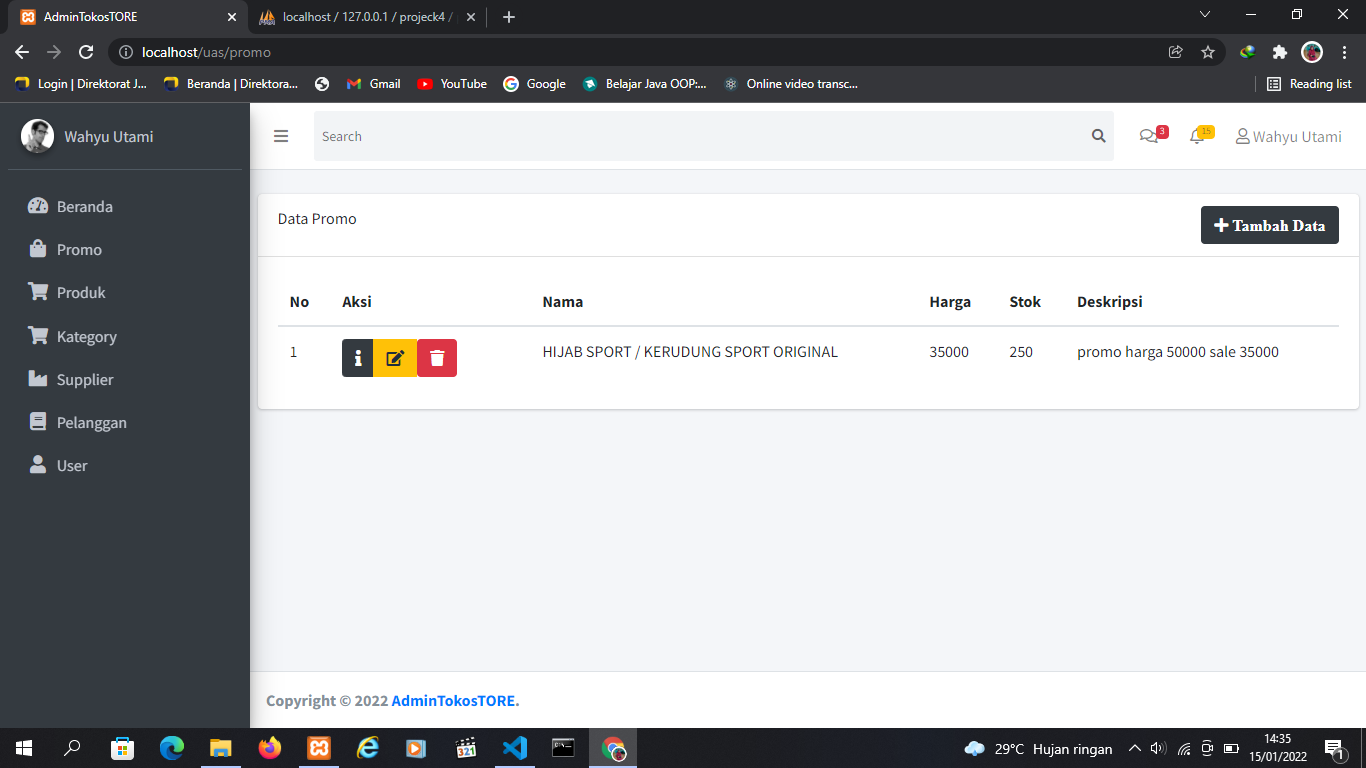 AdminTokosTORE
localhost / 127.0.0.1 / projeck4 /
localhost/uas/promo
Login | Direktorat J...
Beranda | Direktora...
Gmail
YouTube
Google
Belajar Java OOP:...
Online video transc...
Reading list
Wahyu Utami
Search
3
15
Wahyu Utami
Beranda
Promo
Produk
Kategory
Supplier
Pelanggan
User
Data Promo
Tambah Data
No Aksi Nama Harga Stok Deskripsi
1 HIJAB SPORT / KERUDUNG SPORT ORIGINAL 35000 250 promo harga 50000 sale 35000
Copyright © 2022 AdminTokosTORE.
321
29°C Hujan ringan
14:35
15/01/2022
1